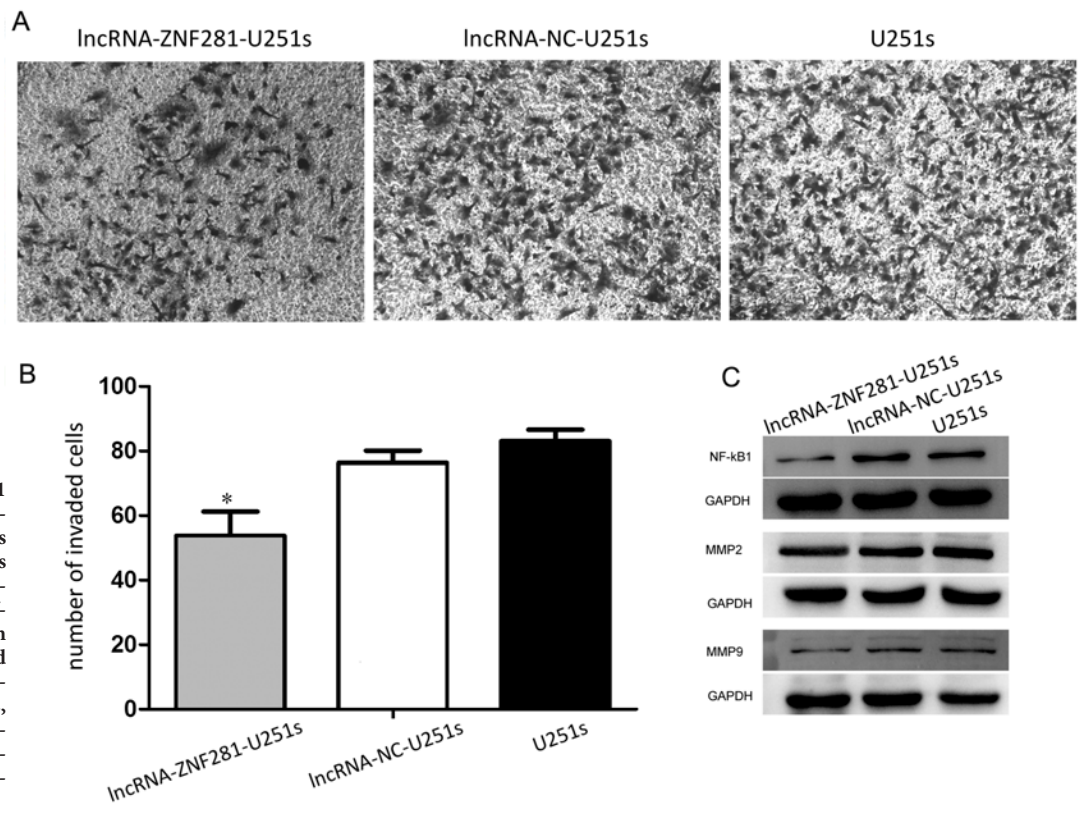 A
lncRNA-ZNF281-U251s lncRNA-NC-U251s U251s
B
100
80
60
40
20
0
number of invaded cells
*
lncRNA-ZNF281-U251s
lncRNA-NC-U251s
U251s
C
lncRNA-ZNF281-U251s
lncRNA-NC-U251s
U251s
NF-kB1
GAPDH
MMP2
GAPDH
MMP9
GAPDH